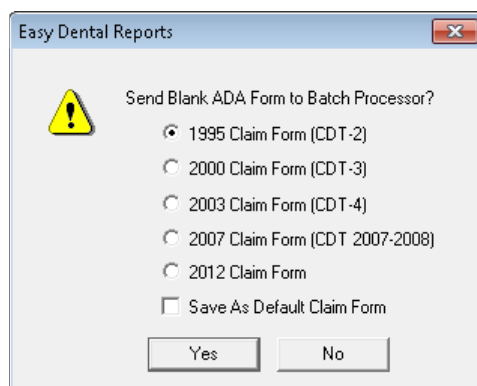 Easy Dental Reports
Send Blank ADA Form to Batch Processor?
1995 Claim Form (CDT-2)
2000 Claim Form (CDT-3)
2003 Claim Form (CDT-4)
2007 Claim Form (CDT 2007-2008)
2012 Claim Form
Save As Default Claim Form
Yes No